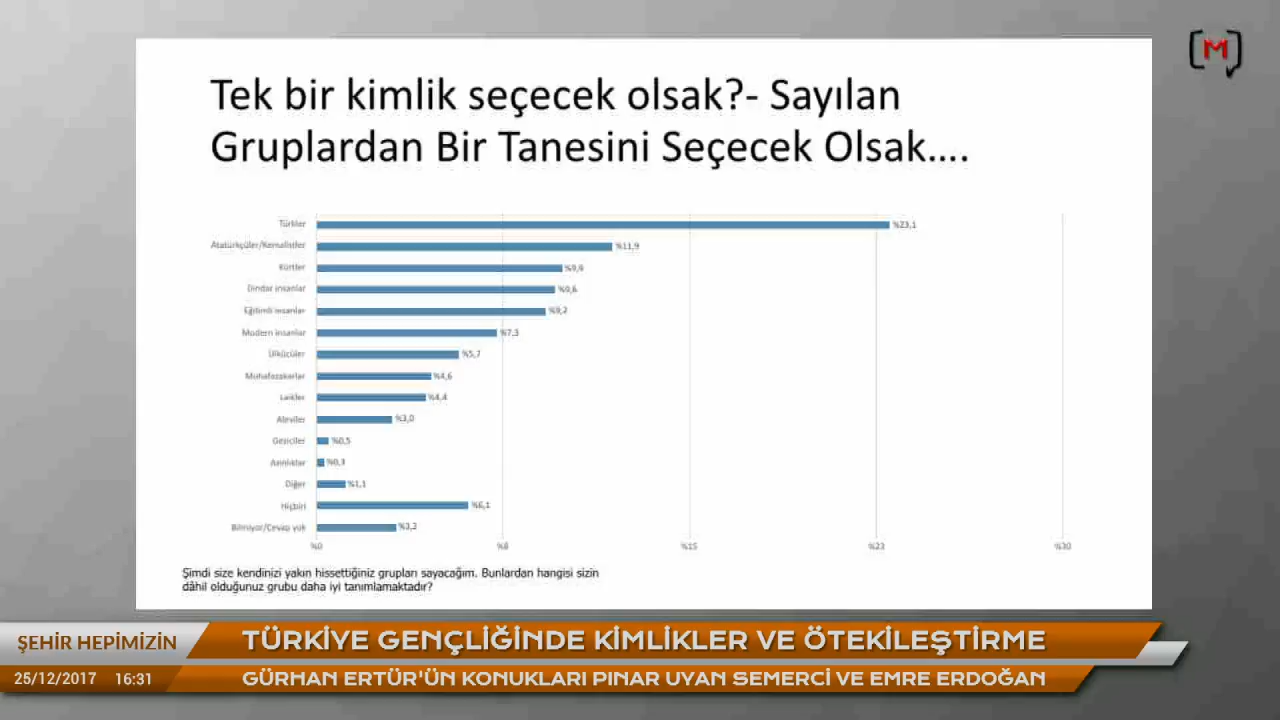 M
Tek bir kimlik seçecek olsak?- Sayılan
Gruplardan Bir Tanesini Seçecek Olsak....
Türkler %23,1
Atatürkçüler/Kemalistler %11,9
Kürtler %9,9
Dindar insanlar %9,6
Eğitimli insanlar %9,2
Modern insanlar %7,3
Ülkücüler %5,7
Muhafazakarlar %4,6
Laikler %4,4
Aleviler %3,0
Geziciler %0,5
Azınlıklar %0,3
Diğer %1,1
Hiçbiri %6,1
Bilmiyor/Cevap yok %3,2
%0 %8 %15 %23 %30
Şimdi size kendinizi yakın hissettiğiniz grupları sayacağım. Bunlardan hangisi sizin
dâhil olduğunuz grubu daha iyi tanımlamaktadır?
ŞEHİR HEPİMİZİN
TÜRKİYE GENÇLİĞİNDE KİMLİKLER VE ÖTEKİLEŞTİRME
25/12/2017 16:31
GÜRHAN ERTÜR'ÜN KONUKLARI PINAR UYAN SEMERCİ VE EMRE ERDOĞAN